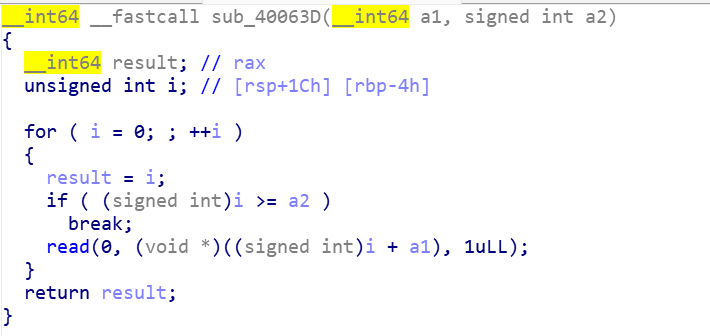 __int64 __fastcall sub_40063D(__int64 a1, signed int a2)
{
  __int64 result; // rax
  unsigned int i; // [rsp+1Ch] [rbp-4h]

  for ( i = 0; ; ++i )
  {
    result = i;
    if ( (signed int)i >= a2 )
      break;
    read(0, (void *)((signed int)i + a1), 1uLL);
  }
  return result;
}